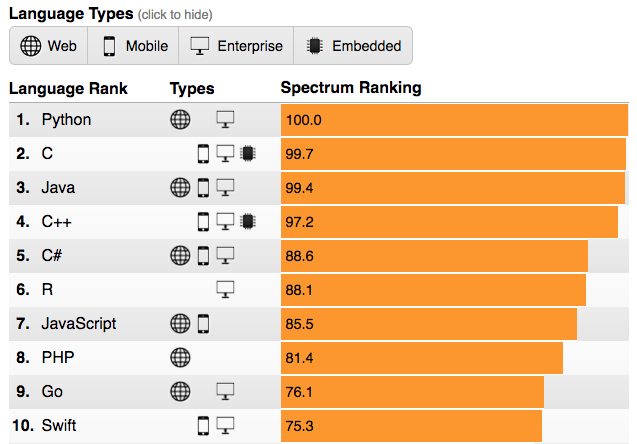 Language Types (click to hide)
Web Mobile Enterprise Embedded
Language Rank Types Spectrum Ranking
1. Python 100.0
2. C 99.7
3. Java 99.4
4. C++ 97.2
5. C# 88.6
6. R 88.1
7. JavaScript 85.5
8. PHP 81.4
9. Go 76.1
10. Swift 75.3